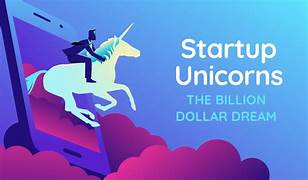 Startup
Unicorns
THE BILLION
DOLLAR DREAM